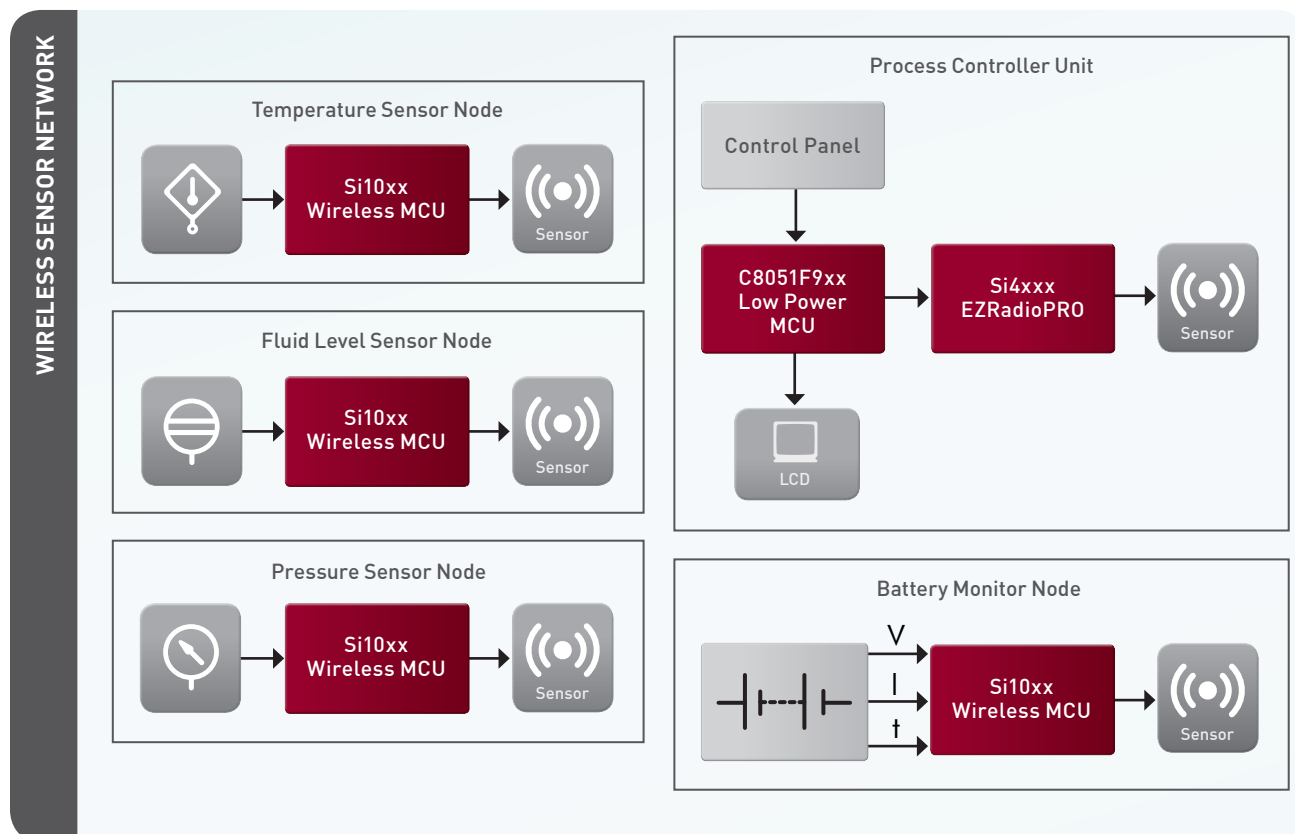 WIRELESS SENSOR NETWORK
Temperature Sensor Node
Si10xx
Wireless MCU
Sensor
Fluid Level Sensor Node
Si10xx
Wireless MCU
Sensor
Pressure Sensor Node
Si10xx
Wireless MCU
Sensor
Process Controller Unit
Control Panel
C8051F9xx
Low Power
MCU
Si4xxx
EZRadioPRO
Sensor
LCD
Battery Monitor Node
V
I
t
Si10xx
Wireless MCU
Sensor